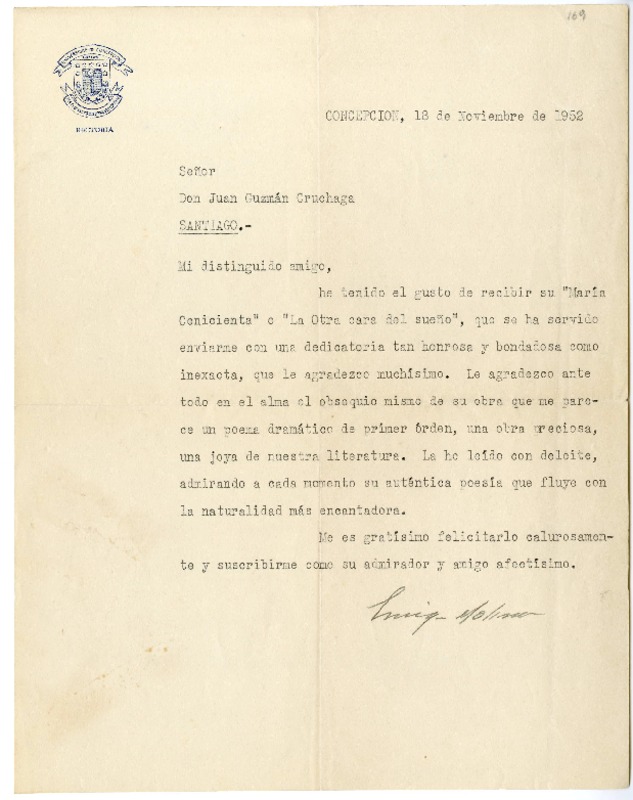 169
RECTORIA
CONCEPCION, 18 de Noviembre de 1952
Señor
Don Juan Guzmán Cruchaga
SANTIAGO.-
Mi distinguido amigo,
he tenido el gusto de recibir su "María
Cenicienta" o "La Otra cara del sueño", que se ha servido
enviarme con una dedicatoria tan honrosa y bondadosa como
inexacta, que le agradezco muchísimo. Le agradezco ante
todo en el alma el obsequio mismo de su obra que me pare-
ce un poema dramático de primer órden, una obra preciosa,
una joya de nuestra literatura. La he leído con deleite,
admirando a cada momento su auténtica poesía que fluye con
la naturalidad más encantadora.
Me es gratísimo felicitarlo calurosamen-
te y suscribirme como su admirador y amigo afectísimo.
Enriq. Molina